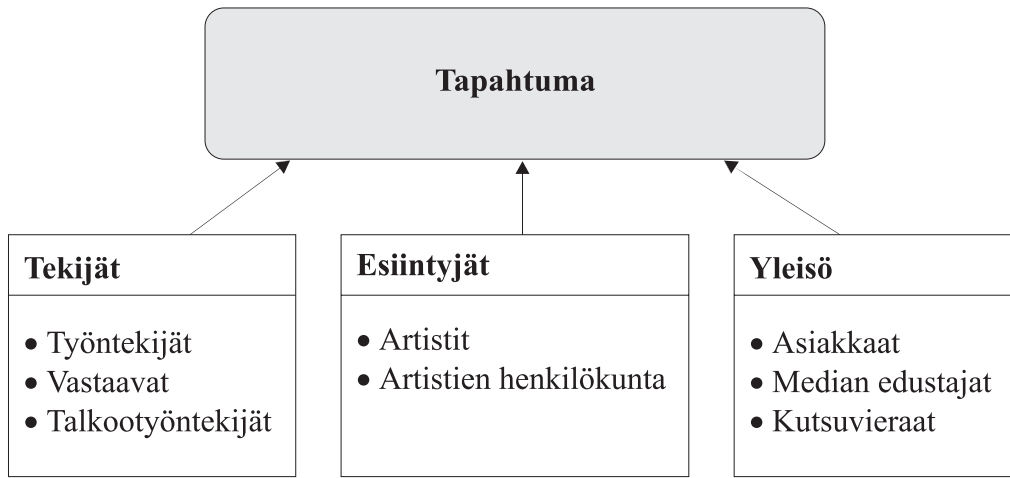 Tapahtuma
Tekijät
• Työntekijät
• Vastaavat
• Talkootyöntekijät
Esiintyjät
• Artistit
• Artistien henkilökunta
Yleisö
• Asiakkaat
• Median edustajat
• Kutsuvieraat